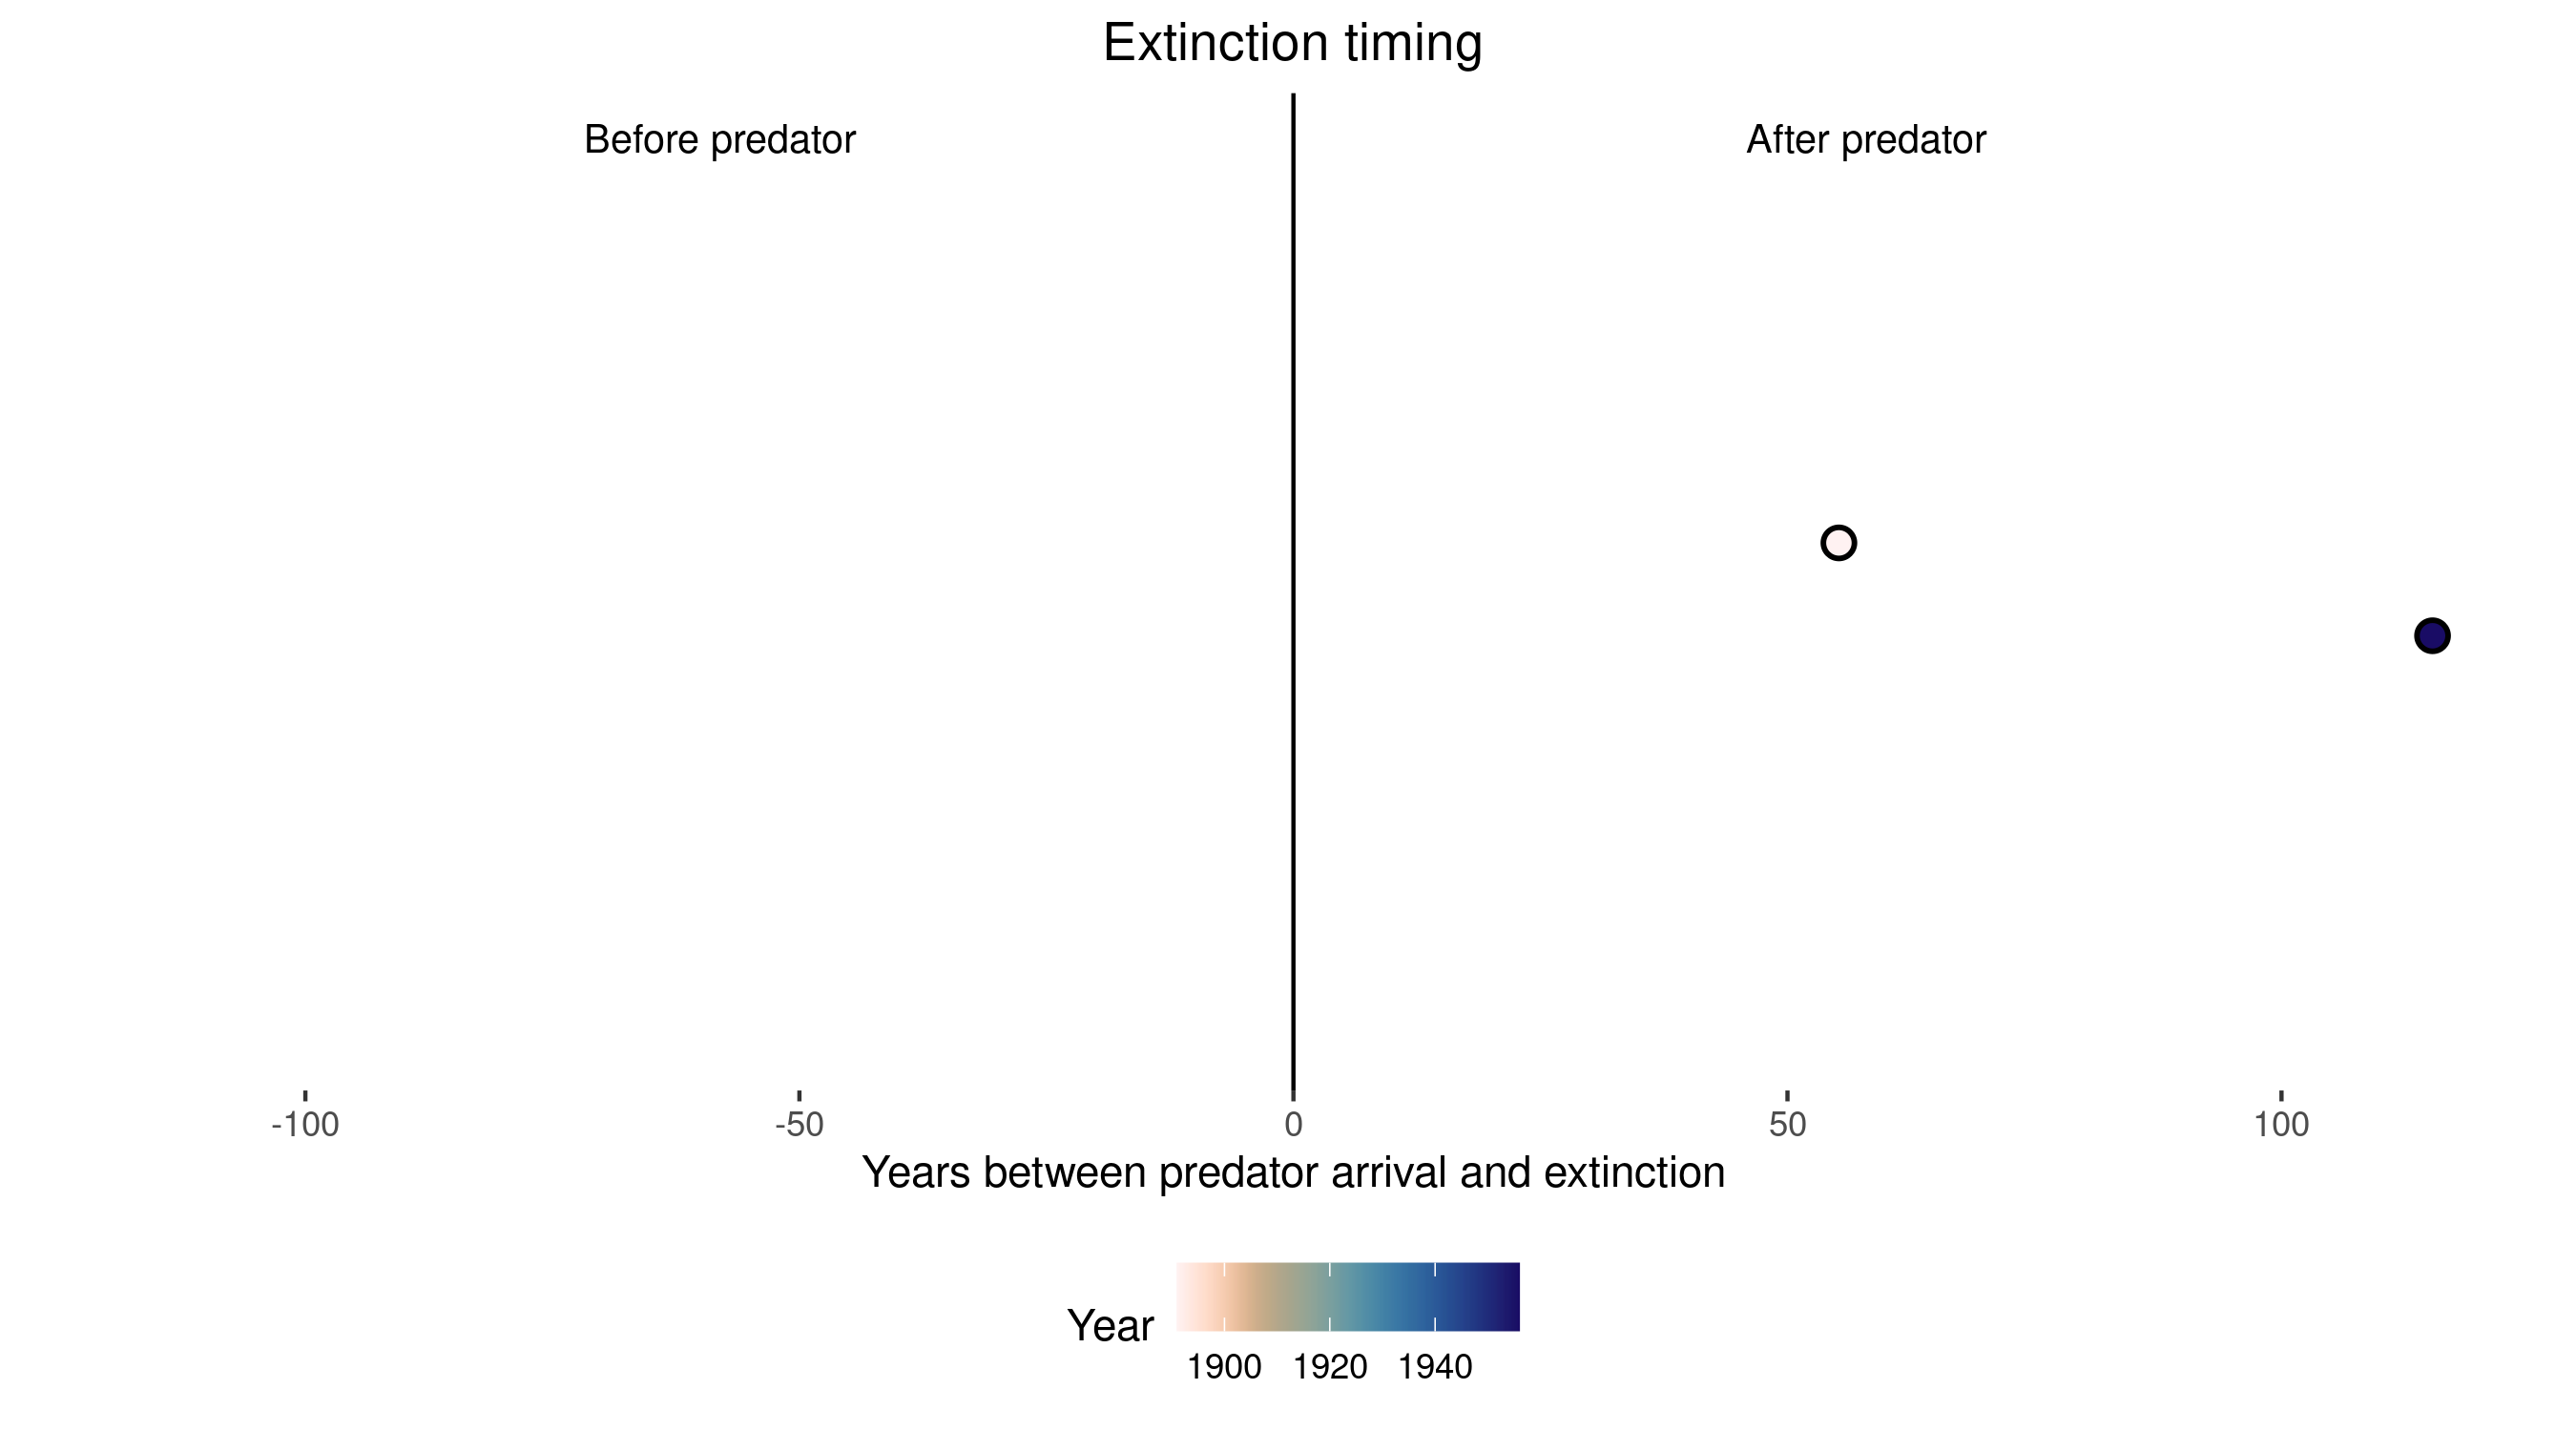 Extinction timing
Before predator
After predator
-100
-50
0
50
100
Years between predator arrival and extinction
Year
1900
1920
1940